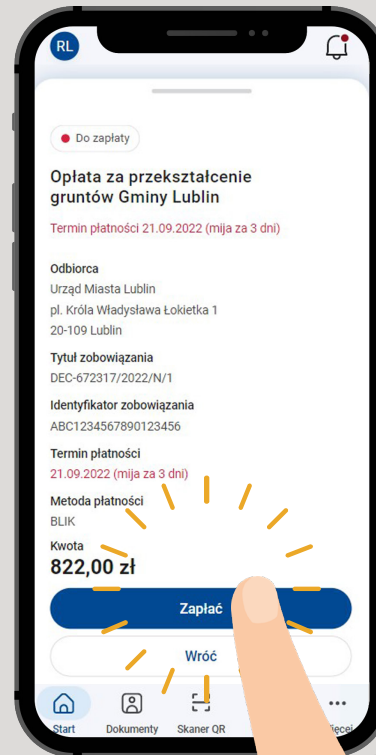 RL
Do zapłaty
Opłata za przekształcenie
gruntów Gminy Lublin
Termin płatności 21.09.2022 (mija za 3 dni)
Odbiorca
Urząd Miasta Lublin
pl. Króla Władysława Łokietka 1
20-109 Lublin
Tytuł zobowiązania
DEC-672317/2022/N/1
Identyfikator zobowiązania
ABC1234567890123456
Termin płatności
21.09.2022 (mija za 3 dni)
Metoda płatności
BLIK
Kwota
822,00 zł
Zapłać
Wróć
Start Dokumenty Skaner QR